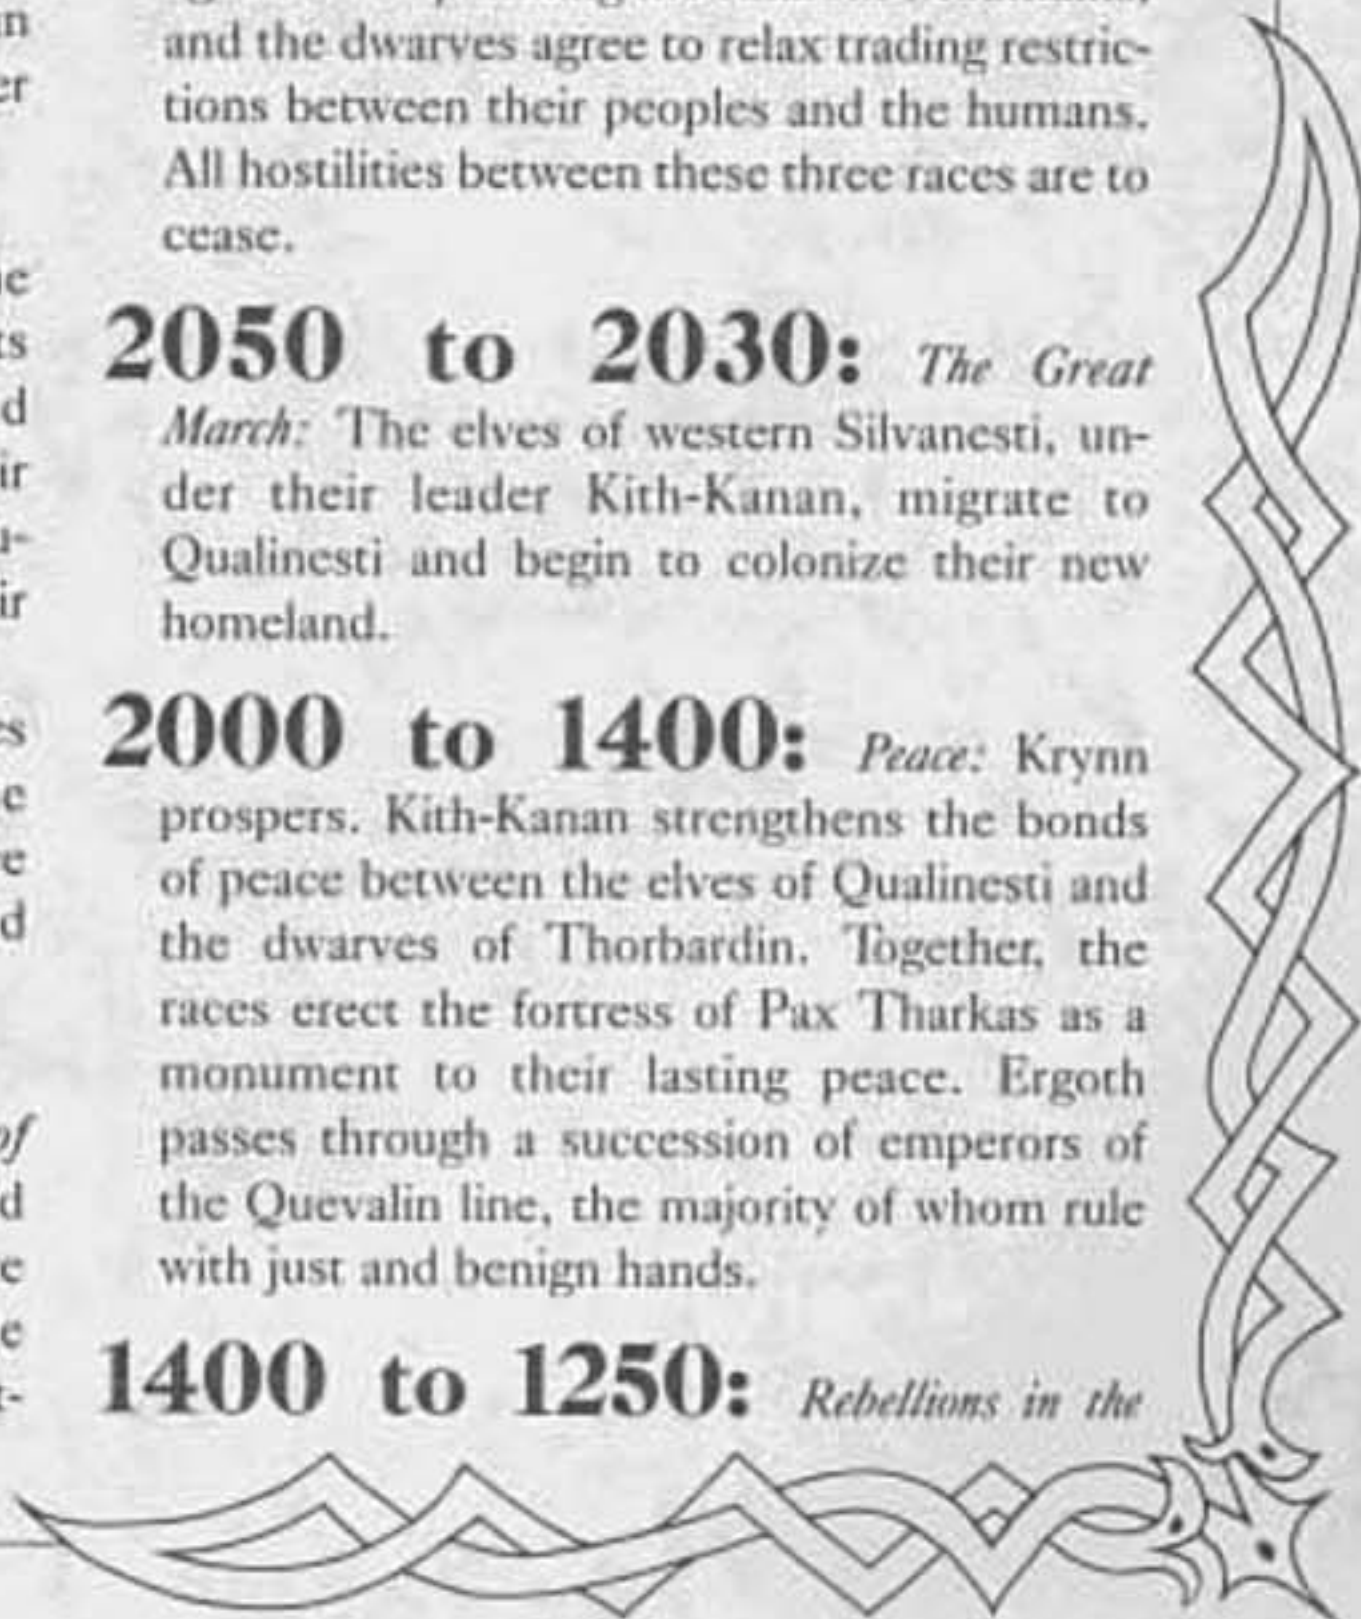 and the dwarves agree to relax trading restric-
tions between their peoples and the humans.
All hostilities between these three races are to
cease.
2050 to 2030: The Great
March: The elves of western Silvanesti, un-
der their leader Kith-Kanan, migrate to
Qualinesti and begin to colonize their new
homeland.
2000 to 1400: Peace: Krynn
prospers. Kith-Kanan strengthens the bonds
of peace between the elves of Qualinesti and
the dwarves of Thorbardin. Together, the
races erect the fortress of Pax Tharkas as a
monument to their lasting peace. Ergoth
passes through a succession of emperors of
the Quevalin line, the majority of whom rule
with just and benign hands.
1400 to 1250: Rebellions in the